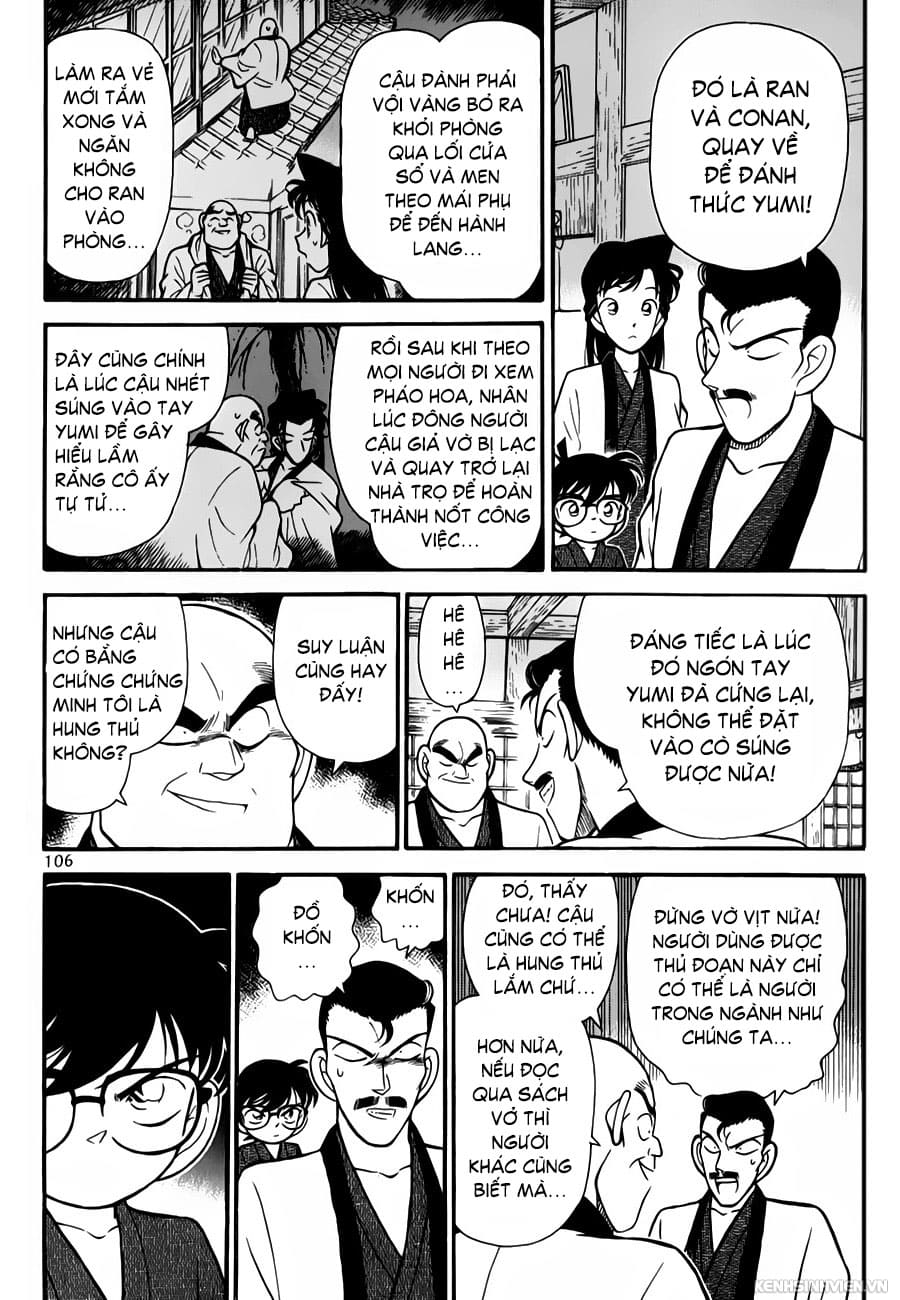 ĐÓ LÀ RAN
VÀ CONAN,
QUAY VỀ
ĐỂ ĐÁNH
THỨC YUMI!
CẬU ĐÀNH PHẢI
VỘI VÀNG BỎ RA
KHỎI PHÒNG
QUA LỐI CỬA
SỔ VÀ MEN
THEO MÁI PHỤ
ĐỂ ĐẾN HÀNH
LANG...
LÀM RA VẺ
MỚI TẮM
XONG VÀ
NGĂN
KHÔNG
CHO RAN
VÀO
PHÒNG...
RỒI SAU KHI THEO
MỌI NGƯỜI ĐI XEM
PHÁO HOA, NHÂN
LÚC ĐÔNG NGƯỜI
CẬU GIẢ VỜ BỊ LẠC
VÀ QUAY TRỞ LẠI
NHÀ TRỌ ĐỂ HOÀN
THÀNH NỐT CÔNG
VIỆC...
ĐÂY CŨNG CHÍNH
LÀ LÚC CẬU NHÉT
SÚNG VÀO TAY
YUMI ĐỂ GÂY
HIỂU LẦM
RẰNG CÔ ẤY
TỰ TỬ...
ĐÁNG TIẾC LÀ LÚC
ĐÓ NGÓN TAY
YUMI ĐÃ CỨNG LẠI,
KHÔNG THỂ ĐẶT
VÀO CÒ SÚNG
ĐƯỢC NỮA!
HÊ
HÊ
HÊ
...
SUY LUẬN
CŨNG HAY
ĐẤY!
NHƯNG CẬU
CÓ BẰNG
CHỨNG CHỨNG
MINH TÔI LÀ
HUNG THỦ
KHÔNG?
106
ĐỪNG VỜ VỊT NỮA!
NGƯỜI DÙNG ĐƯỢC
THỦ ĐOẠN NÀY CHỈ
CÓ THỂ LÀ NGƯỜI
TRONG NGÀNH NHƯ
CHÚNG TA...
ĐÓ, THẤY
CHƯA! CẬU
CŨNG CÓ THỂ
LÀ HUNG THỦ
LẮM CHỨ...
HƠN NỮA,
NẾU ĐỌC
QUA SÁCH
VỞ THÌ
NGƯỜI
KHÁC CŨNG
BIẾT MÀ...
KHỐN
...
ĐỒ
KHỐN
...
KENHSINHVIEN.VN